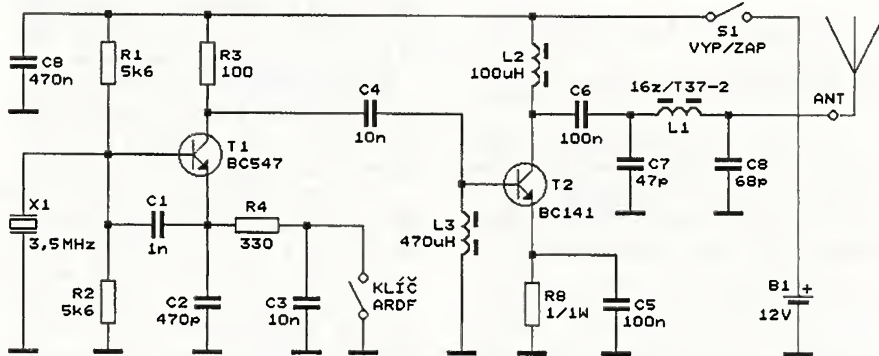 C8
470n
R1
5k6
R3
100
C4
10n
L2
100uH
C6
100n
S1
VYP/ZAP
16z/T37-2
L1
ANT
T1
BC547
C7
47p
C8
68p
X1
3,5MHz
C1
1n
R4
330
L3
470uH
T2
BC141
R2
5k6
C2
470p
C3
10n
KLÍČ
ARDF
R8
1/1W
C5
100n
B1
+
12V